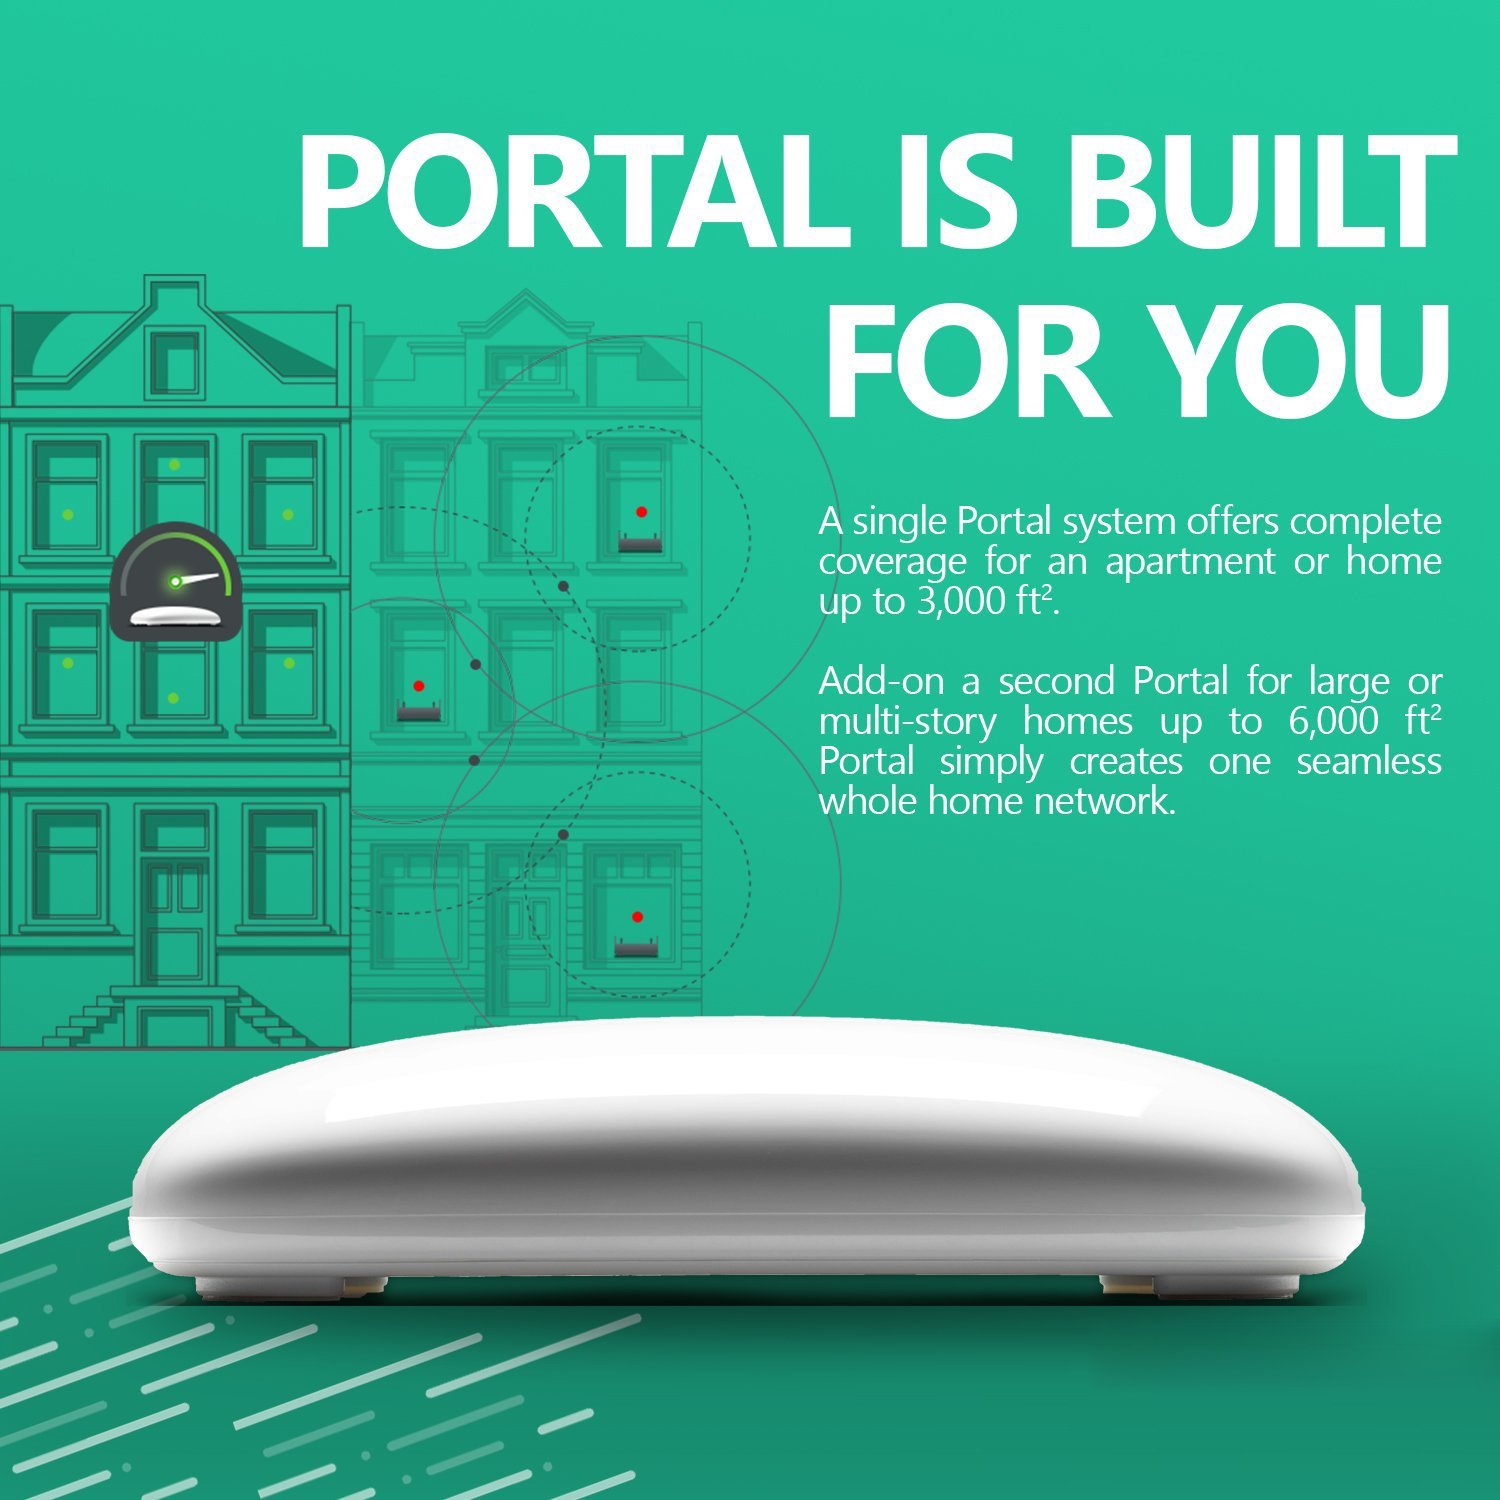 PORTAL IS BUILT
FOR YOU
A single Portal system offers complete
coverage for an apartment or home
up to 3,000 ft².
Add-on a second Portal for large or
multi-story homes up to 6,000 ft²
Portal simply creates one seamless
whole home network.